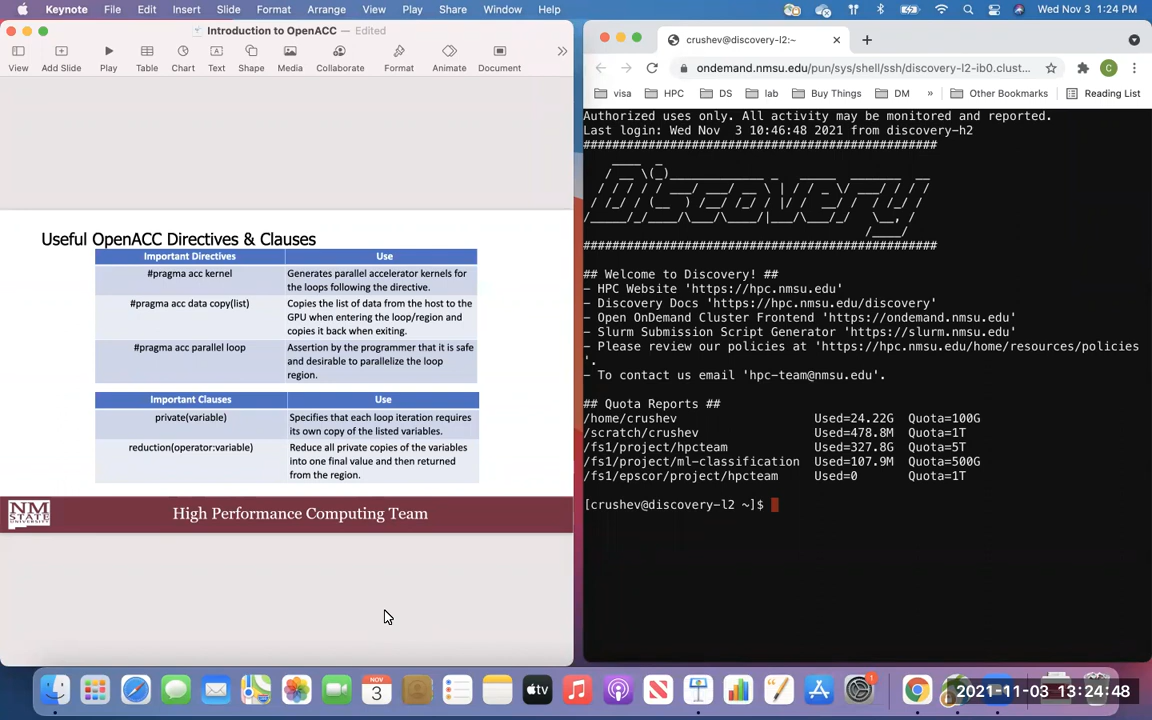 Keynote File Edit Insert Slide Format Arrange View Play Share Window Help Wed Nov 3 1:24 PM
Introduction to OpenACC — Edited
View Add Slide Play Table Chart Text Shape Media Collaborate Format Animate Document
Useful OpenACC Directives & Clauses
Important Directives Use
#pragma acc kernel Generates parallel accelerator kernels for
the loops following the directive.
#pragma acc data copy(list) Copies the list of data from the host to the
GPU when entering the loop/region and
copies it back when exiting.
#pragma acc parallel loop Assertion by the programmer that it is safe
and desirable to parallelize the loop
region.
Important Clauses Use
private(variable) Specifies that each loop iteration requires
its own copy of the listed variables.
reduction(operator:variable) Reduce all private copies of the variables
into one final value and then returned
from the region.
NM
STATE
High Performance Computing Team
crushev@discovery-l2:~
ondemand.nmsu.edu/pun/sys/shell/ssh/discovery-l2-ib0.clust... C
visa HPC DS lab Buy Things DM » Other Bookmarks Reading List
Authorized uses only. All activity may be monitored and reported.
Last login: Wed Nov 3 10:46:48 2021 from discovery-h2
#################################################
Discovery
#################################################
## Welcome to Discovery! ##
- HPC Website 'https://hpc.nmsu.edu'
- Discovery Docs 'https://hpc.nmsu.edu/discovery'
- Open OnDemand Cluster Frontend 'https://ondemand.nmsu.edu'
- Slurm Submission Script Generator 'https://slurm.nmsu.edu'
- Please review our policies at 'https://hpc.nmsu.edu/home/resources/policies
'.
- To contact us email 'hpc-team@nmsu.edu'.
## Quota Reports ##
/home/crushev Used=24.22G Quota=100G
/scratch/crushev Used=478.8M Quota=1T
/fs1/project/hpcteam Used=327.8G Quota=5T
/fs1/project/ml-classification Used=107.9M Quota=500G
/fs1/epscor/project/hpcteam Used=0 Quota=1T
[crushev@discovery-l2 ~]$
NOV
3
tv
1
2021-11-03 13:24:48